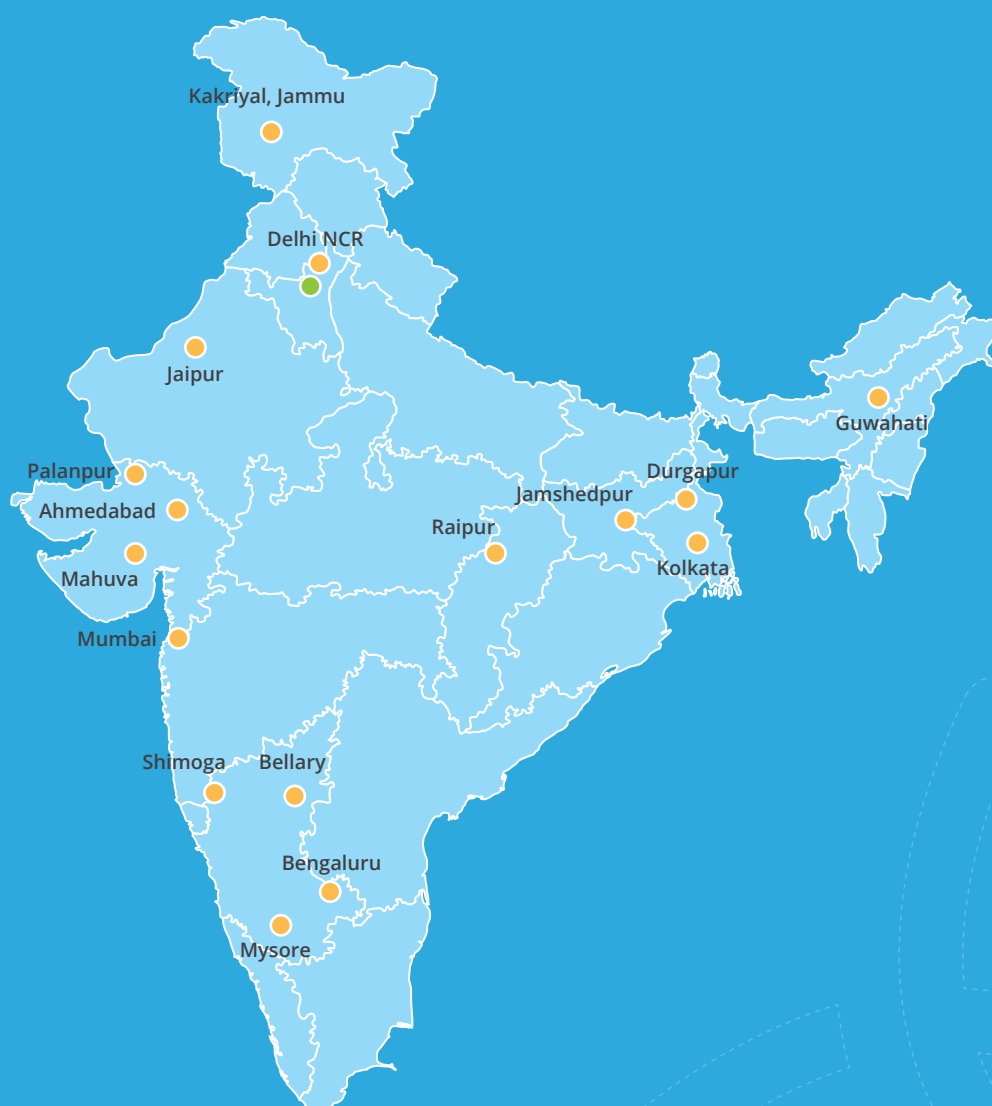 Kakriyal, Jammu
Delhi NCR
Jaipur
Guwahati
Palanpur
Durgapur
Ahmedabad
Jamshedpur
Raipur
Kolkata
Mahuva
Mumbai
Shimoga
Bellary
Bengaluru
Mysore